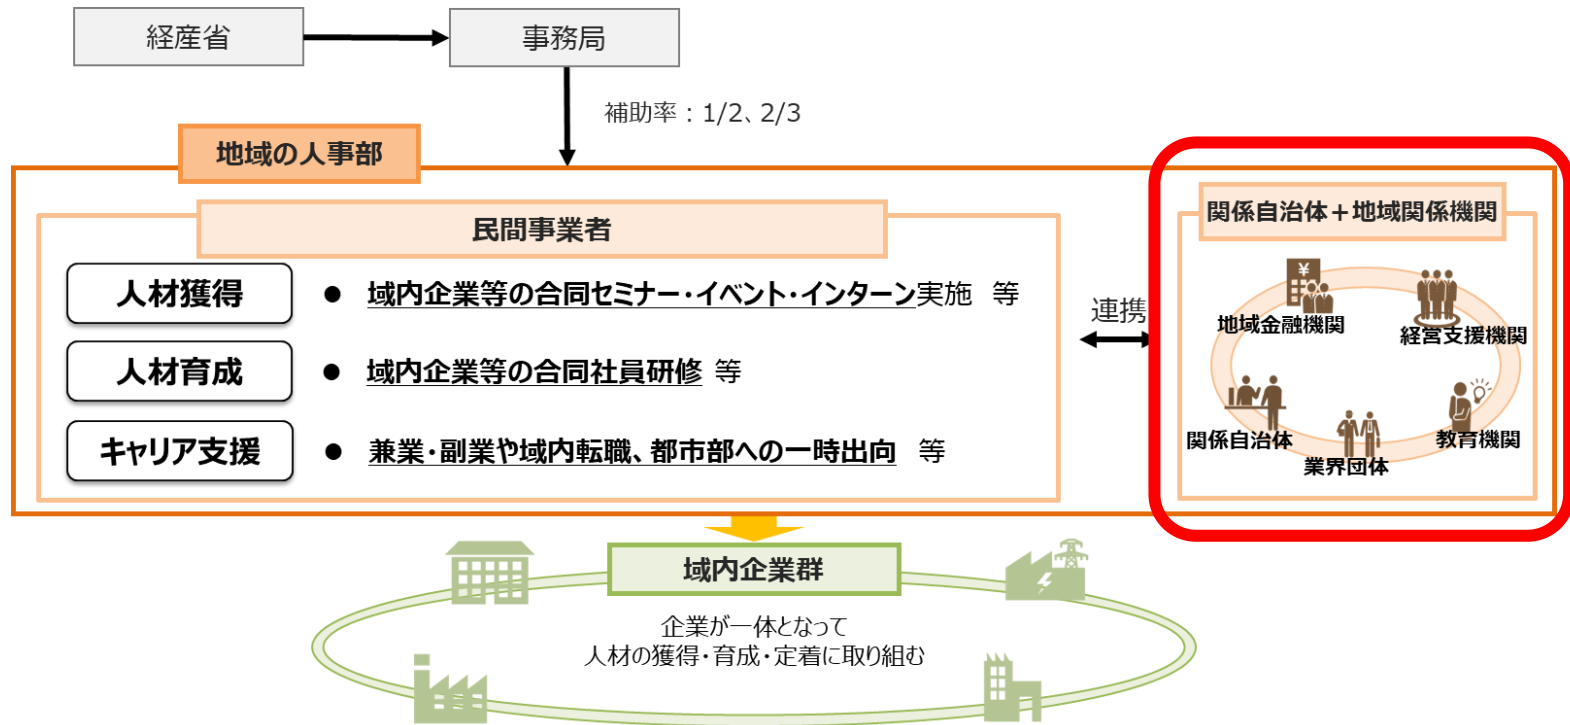 経産省
事務局
補助率：1/2、2/3
地域の人事部
民間事業者
人材獲得
● 域内企業等の合同セミナー・イベント・インターン実施 等
人材育成
● 域内企業等の合同社員研修 等
キャリア支援
● 兼業・副業や域内転職、都市部への一時出向 等
連携
関係自治体＋地域関係機関
¥
地域金融機関
経営支援機関
関係自治体
教育機関
業界団体
域内企業群
企業が一体となって
人材の獲得・育成・定着に取り組む